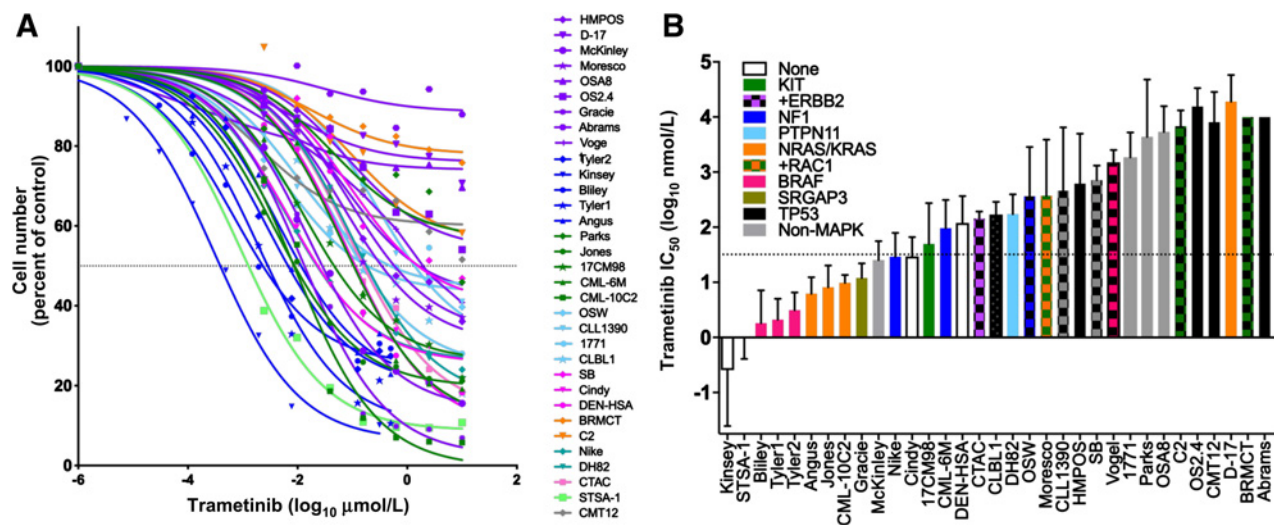 A
Cell number
(percent of control)
100
80
60
40
20
0
-6
-4
-2
0
2
Trametinib (log10 μmol/L)
HMPOS
D-17
McKinley
Moresco
OSA8
OS2.4
Gracie
Abrams
Voge
Tyler2
Kinsey
Bliley
Tyler1
Angus
Parks
Jones
17CM98
CML-6M
CML-10C2
OSW
CLL1390
1771
CLBL1
SB
Cindy
DEN-HSA
BRMCT
C2
Nike
DH82
CTAC
STSA-1
CMT12
B
Trametinib IC50 (log10 nmol/L)
5
4
3
2
1
0
-1
None
KIT
+ERBB2
NF1
PTPN11
NRAS/KRAS
+RAC1
BRAF
SRGAP3
TP53
Non-MAPK
Kinsey
STSA-1
Bliley
Tyler1
Tyler2
Angus
Jones
CML-10C2
Gracie
McKinley
Nike
Cindy
17CM98
CML-6M
DEN-HSA
CTAC
CLBL1
DH82
OSW
Moresco
CLL1390
HMPOS
SB
Vogel
1771
Parks
OSA8
C2
OS2.4
CMT12
D-17
BRMCT
Abrams